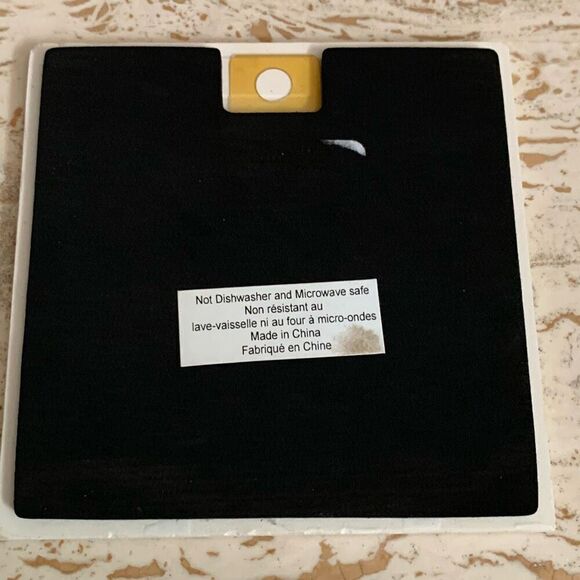 Not Dishwasher and Microwave safe
Non résistant au
lave-vaisselle ni au four à micro-ondes
Made in China
Fabriqué en Chine